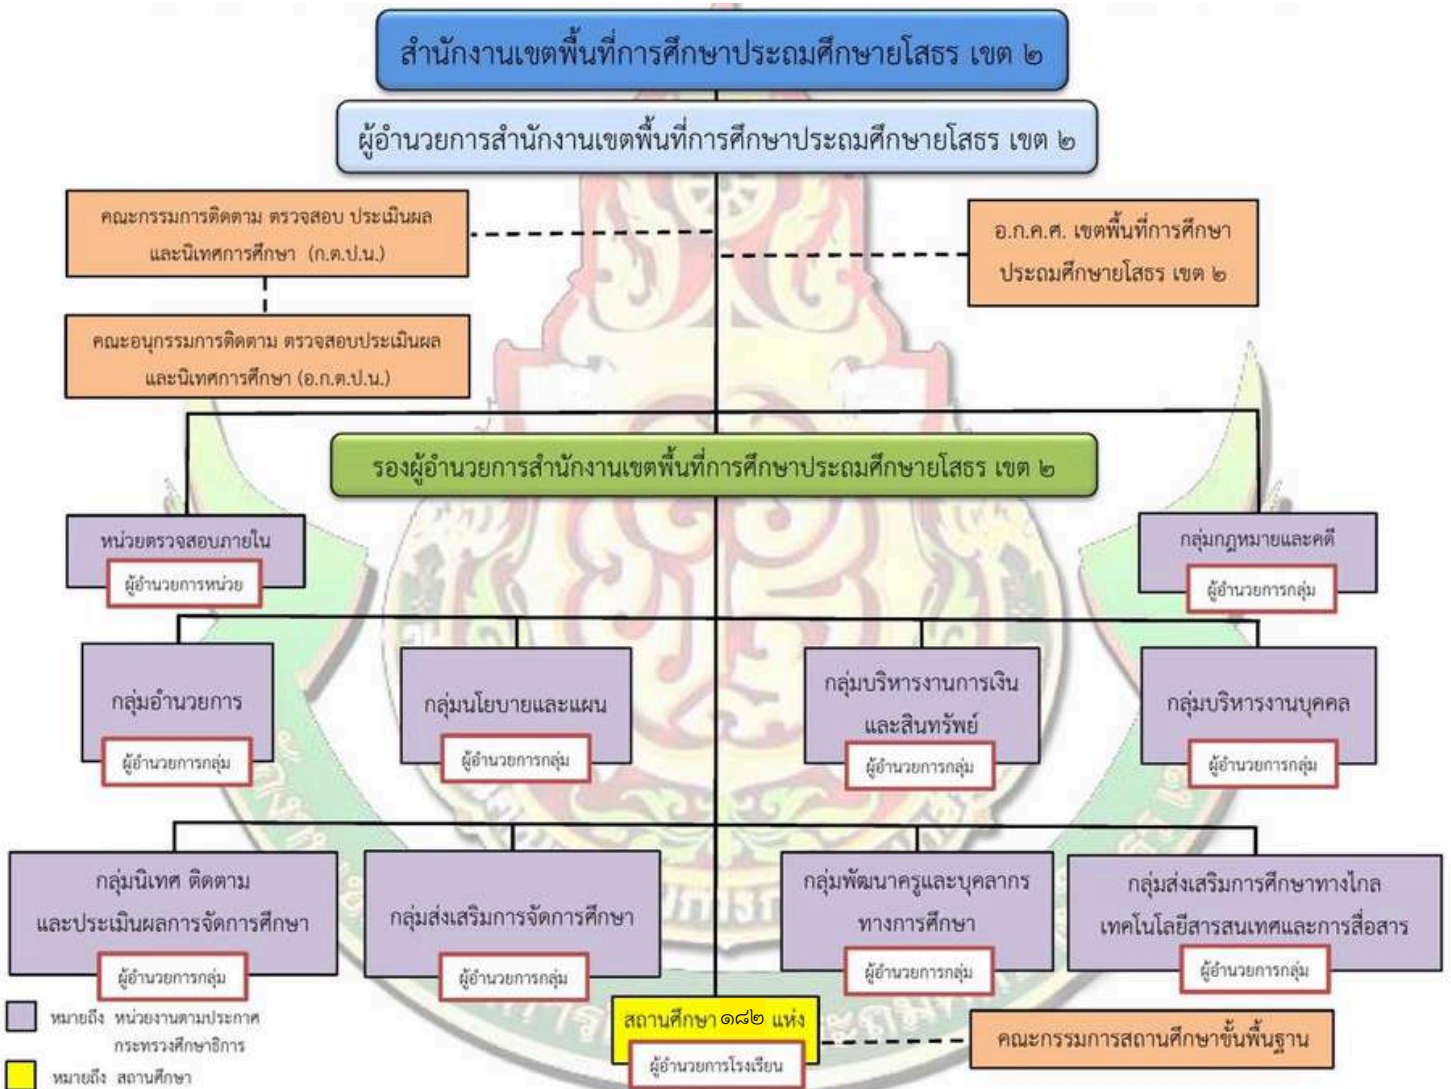 สำนักงานเขตพื้นที่การศึกษาประถมศึกษายโสธร เขต ๒
ผู้อำนวยการสำนักงานเขตพื้นที่การศึกษาประถมศึกษายโสธร เขต ๒
คณะกรรมการติดตาม ตรวจสอบ ประเมินผล
และนิเทศการศึกษา (ก.ต.ป.น.)
อ.ก.ค.ศ. เขตพื้นที่การศึกษา
ประถมศึกษายโสธร เขต ๒
คณะอนุกรรมการติดตาม ตรวจสอบประเมินผล
และนิเทศการศึกษา (อ.ก.ต.ป.น.)
รองผู้อำนวยการสำนักงานเขตพื้นที่การศึกษาประถมศึกษายโสธร เขต ๒
หน่วยตรวจสอบภายใน
ผู้อำนวยการหน่วย
กลุ่มกฎหมายและคดี
ผู้อำนวยการกลุ่ม
กลุ่มอำนวยการ
ผู้อำนวยการกลุ่ม
กลุ่มนโยบายและแผน
ผู้อำนวยการกลุ่ม
กลุ่มบริหารงานการเงิน
และสินทรัพย์
ผู้อำนวยการกลุ่ม
กลุ่มบริหารงานบุคคล
ผู้อำนวยการกลุ่ม
กลุ่มนิเทศ ติดตาม
และประเมินผลการจัดการศึกษา
ผู้อำนวยการกลุ่ม
กลุ่มส่งเสริมการจัดการศึกษา
ผู้อำนวยการกลุ่ม
กลุ่มพัฒนาครูและบุคลากร
ทางการศึกษา
ผู้อำนวยการกลุ่ม
กลุ่มส่งเสริมการศึกษาทางไกล
เทคโนโลยีสารสนเทศและการสื่อสาร
ผู้อำนวยการกลุ่ม
สถานศึกษา ๑๘๒ แห่ง
ผู้อำนวยการโรงเรียน
คณะกรรมการสถานศึกษาขั้นพื้นฐาน
หมายถึง หน่วยงานตามประกาศ
กระทรวงศึกษาธิการ
หมายถึง สถานศึกษา